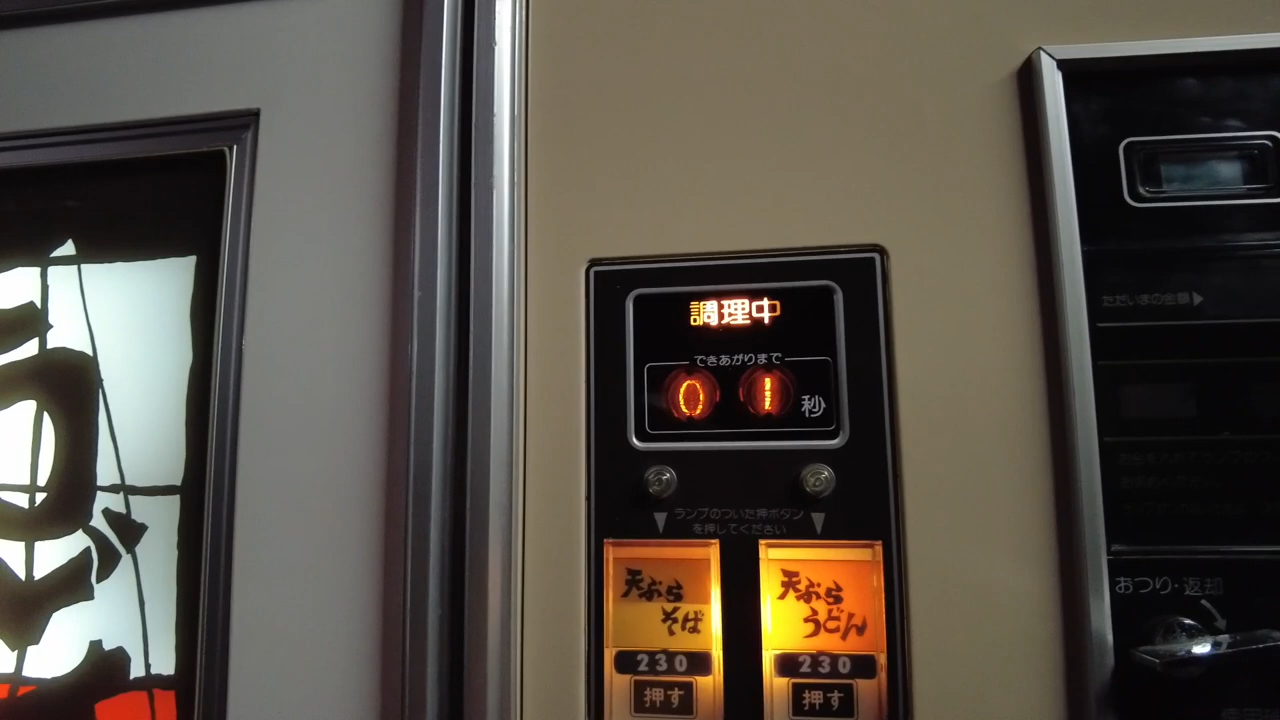 調理中
できあがりまで
01秒
ランプのついた押ボタン
を押してください
天ぷら
そば
230
押す
天ぷら
うどん
230
押す
ただいまの金額▶
おつり・返却